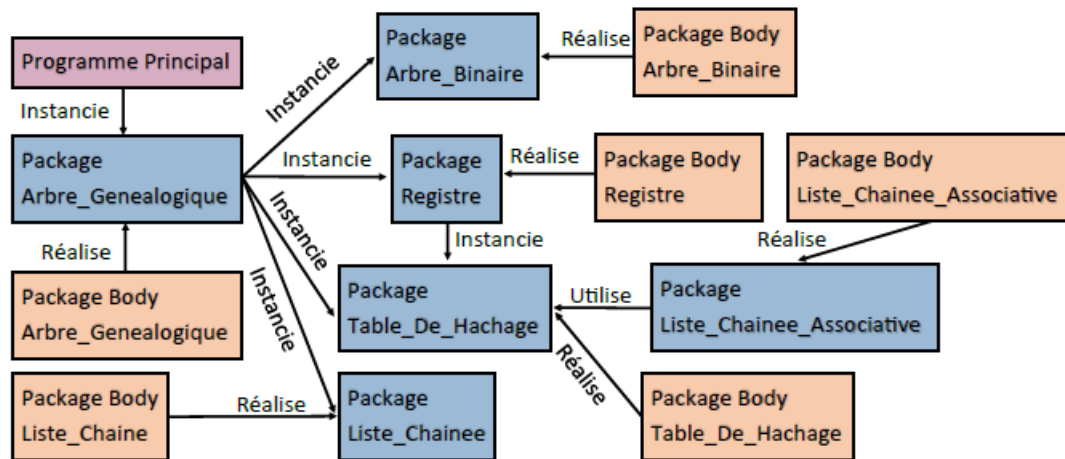 Programme Principal
Instancie
Package
Arbre_Genealogique
Réalise
Package Body
Arbre_Genealogique
Package Body
Liste_Chaine
Réalise
Instancie
Package
Arbre_Binaire
Réalise
Package Body
Arbre_Binaire
Instancie
Package
Registre
Réalise
Package Body
Registre
Package Body
Liste_Chainee_Associative
Réalise
Instancie
Instancie
Package
Table_De_Hachage
Utilise
Package
Liste_Chainee_Associative
Instancie
Réalise
Package
Liste_Chainee
Package Body
Table_De_Hachage